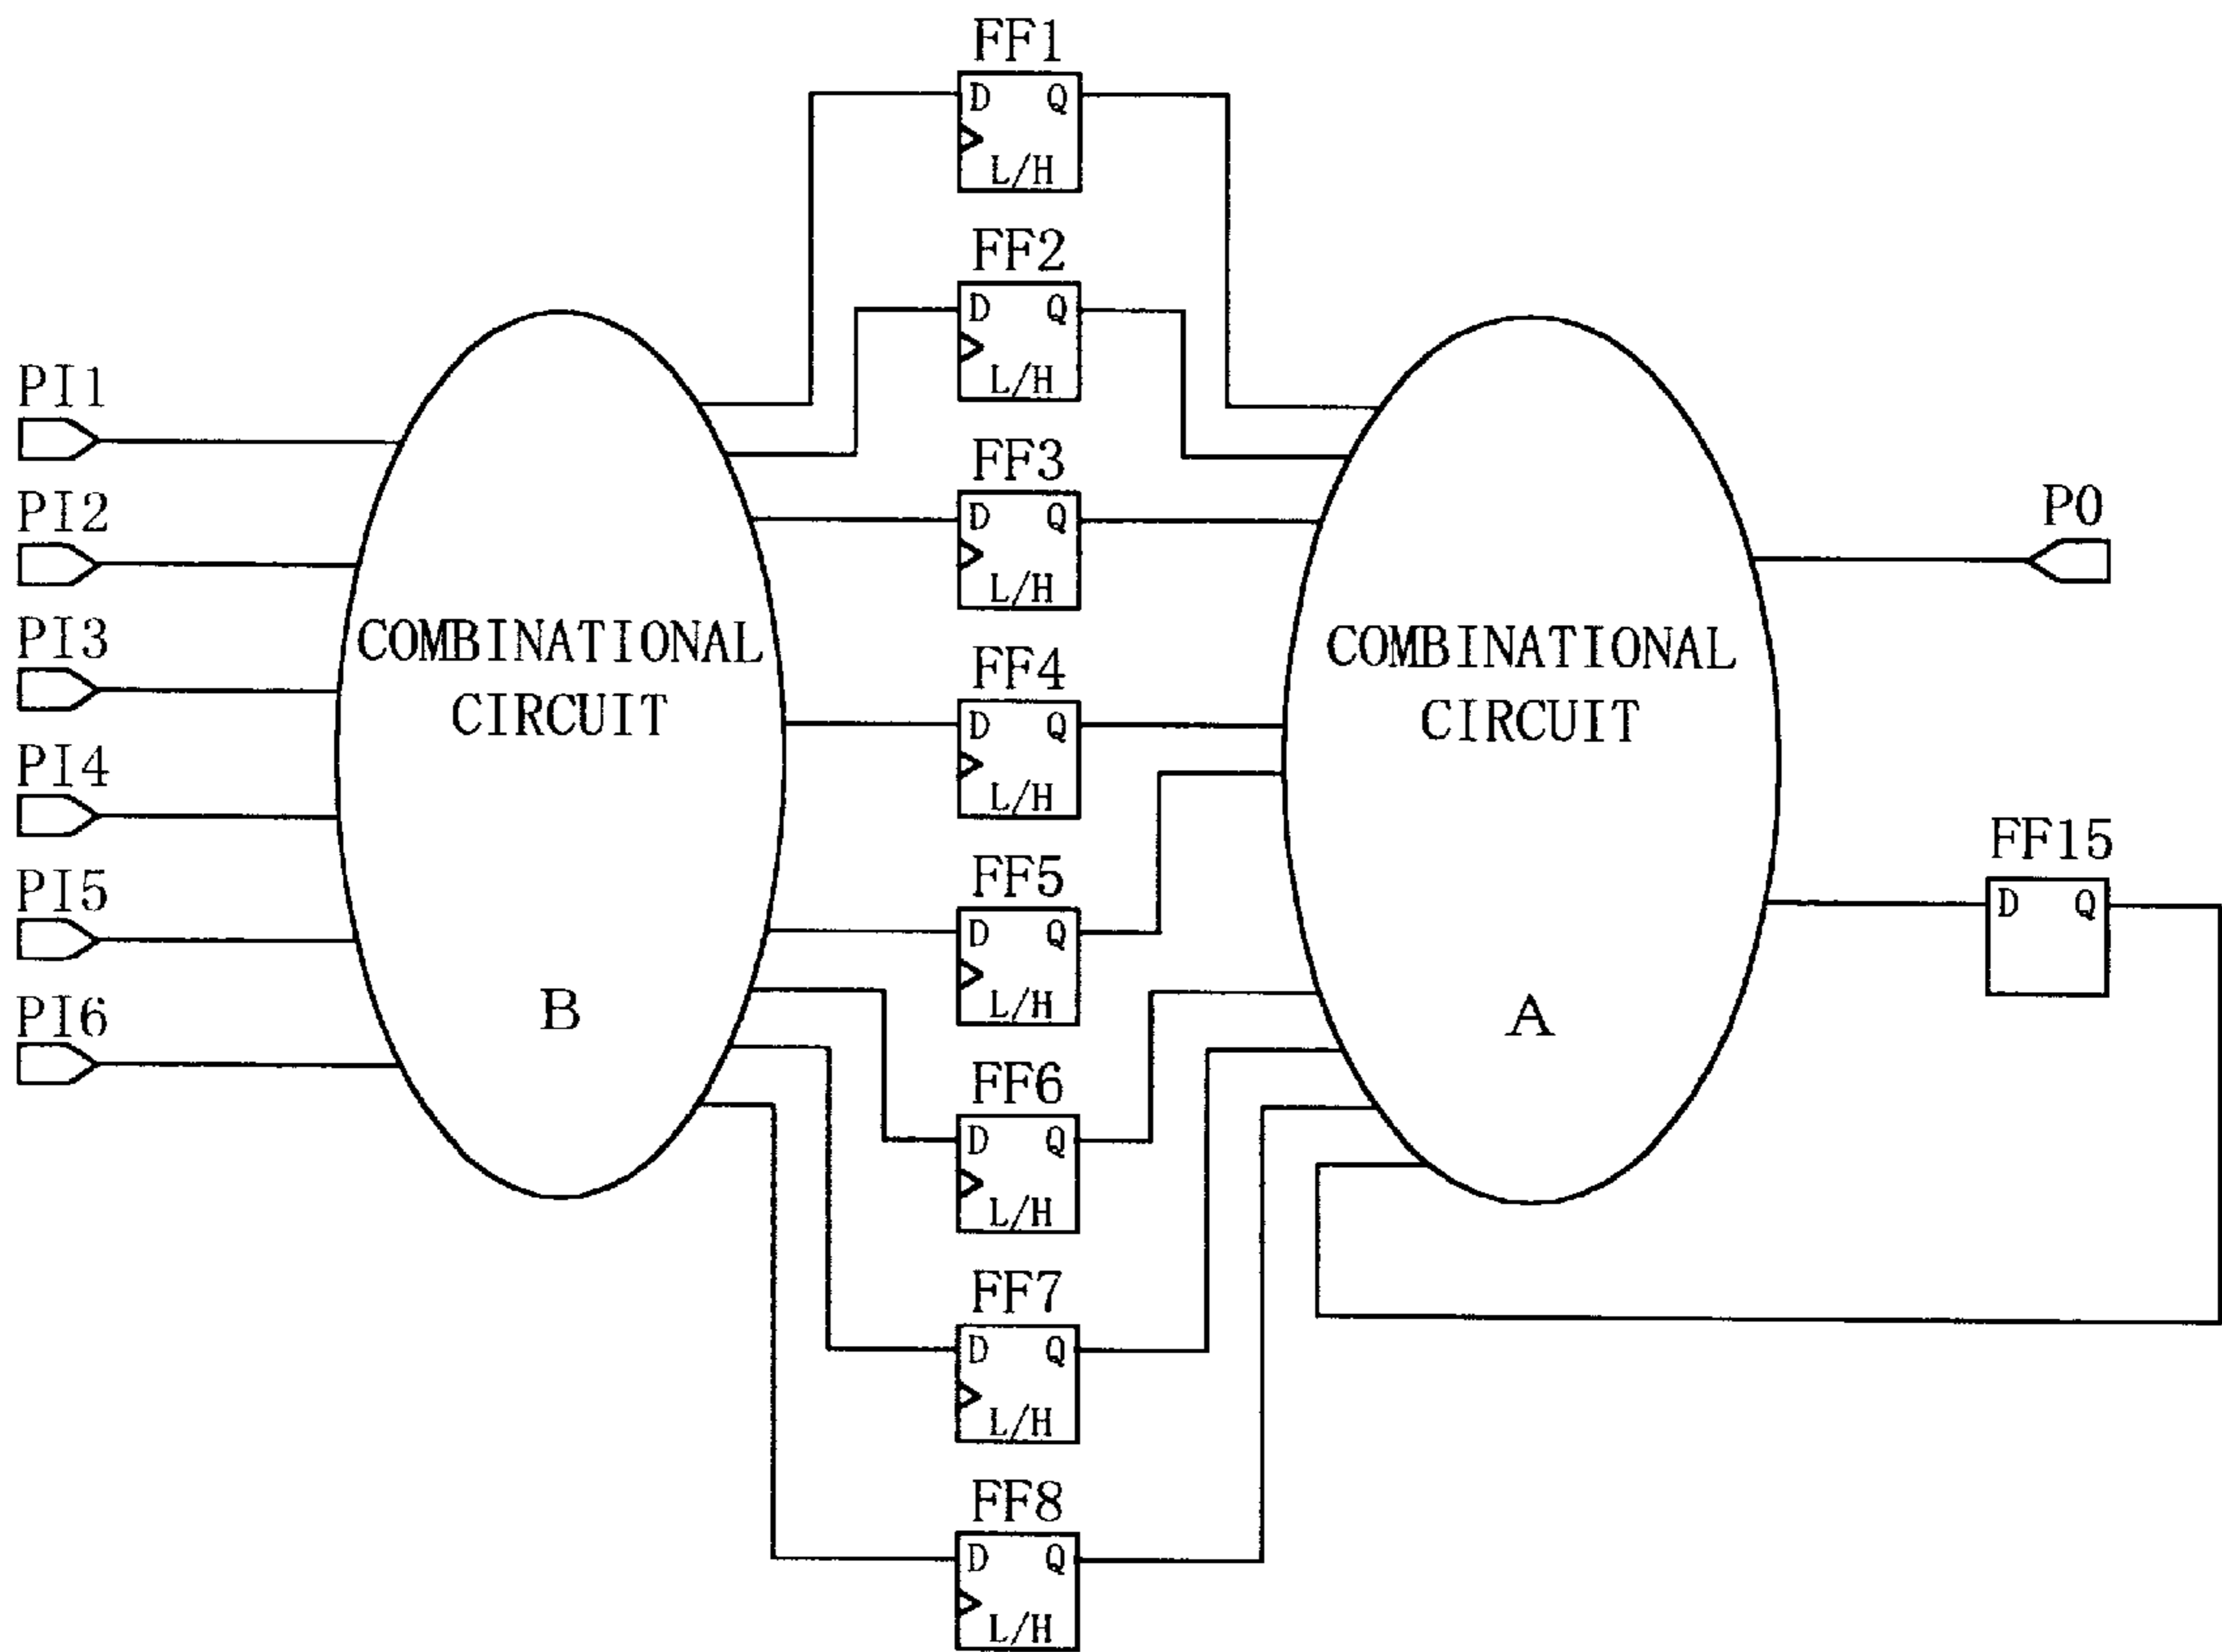 FF1
D Q
L/H
FF2
D Q
L/H
PI1
FF3
D Q
L/H
PI2
P0
PI3
COMBINATIONAL
CIRCUIT
B
FF4
D Q
L/H
COMBINATIONAL
CIRCUIT
A
PI4
FF5
D Q
L/H
FF15
D Q
PI5
PI6
FF6
D Q
L/H
FF7
D Q
L/H
FF8
D Q
L/H